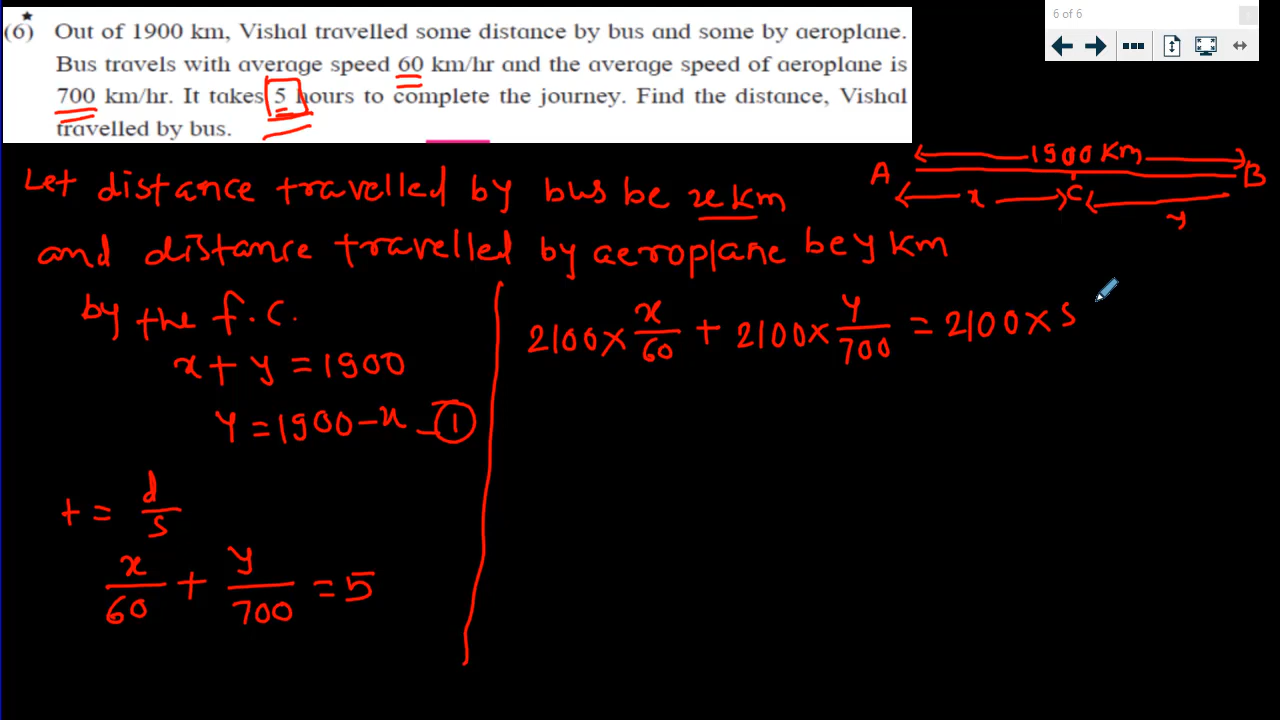 6 of 6
(6)* Out of 1900 km, Vishal travelled some distance by bus and some by aeroplane.
Bus travels with average speed 60 km/hr and the average speed of aeroplane is
700 km/hr. It takes 5 hours to complete the journey. Find the distance, Vishal
travelled by bus.
1900 Km
A B
x C
y
Let distance travelled by bus be x km
and distance travelled by aeroplane be y km
by the f.C.
x + y = 1900
y = 1900 - x — ①
t = d/s
x/60 + y/700 = 5
2100 × x/60 + 2100 × y/700 = 2100 × 5